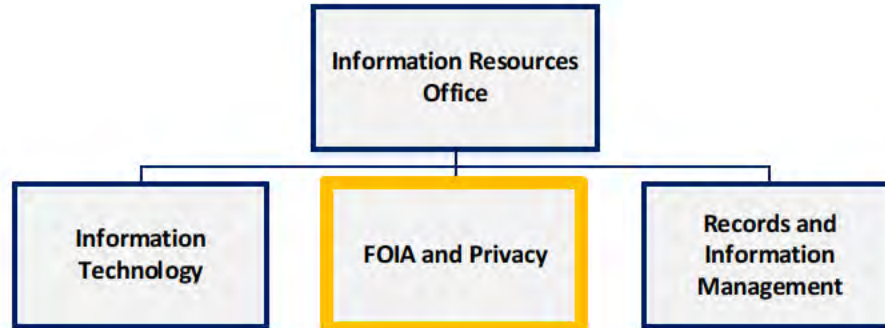 Information Resources
Office
Information
Technology
FOIA and Privacy
Records and
Information
Management